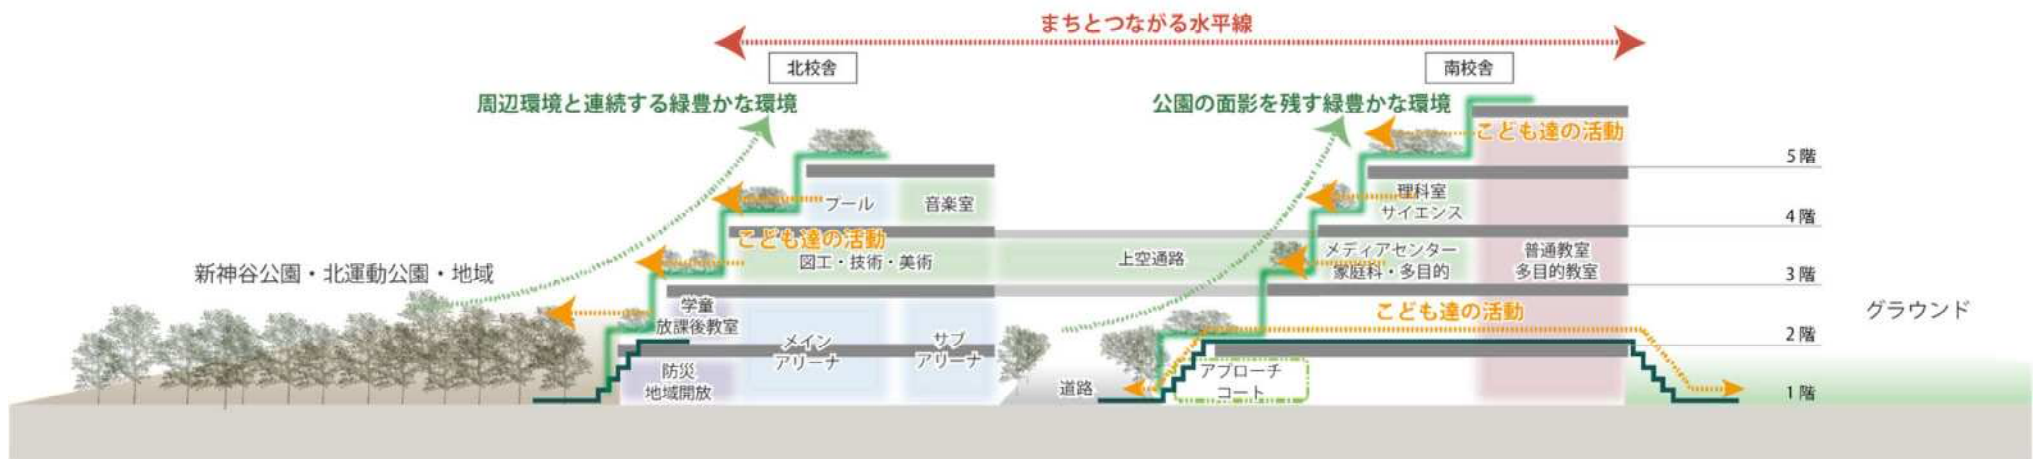 まちとつながる水平線
北校舎
南校舎
周辺環境と連続する緑豊かな環境
公園の面影を残す緑豊かな環境
こども達の活動
5階
プール
音楽室
理科室
サイエンス
4階
こども達の活動
図工・技術・美術
上空通路
メディアセンター
家庭科・多目的
普通教室
多目的教室
3階
新神谷公園・北運動公園・地域
学童
放課後教室
こども達の活動
グラウンド
メイン
アリーナ
サブ
アリーナ
2階
防災
地域開放
道路
アプローチ
コート
1階